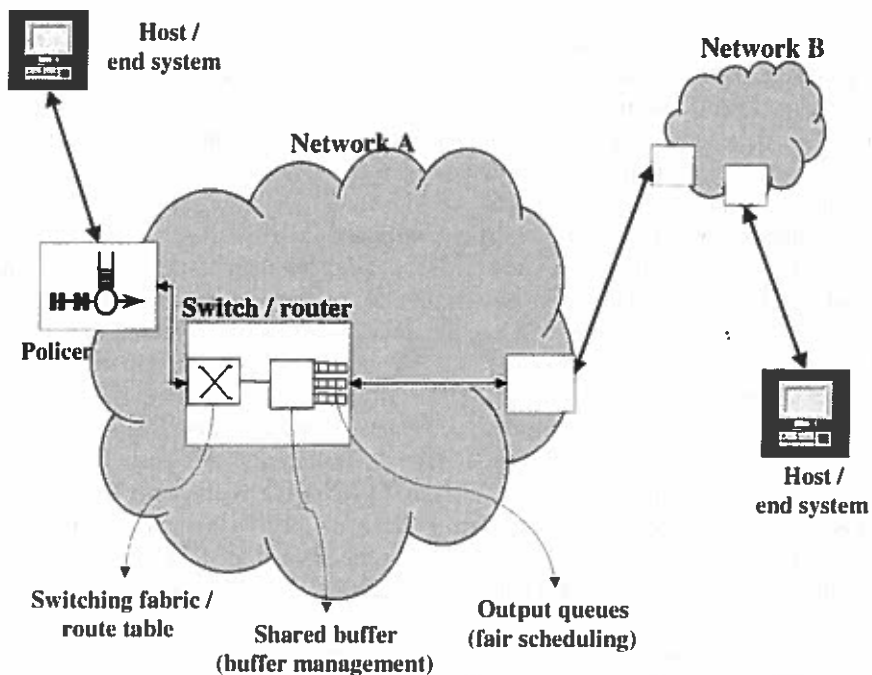 Host /
end system
Network B
Network A
Switch / router
Policer
Host /
end system
Switching fabric /
route table
Shared buffer
(buffer management)
Output queues
(fair scheduling)